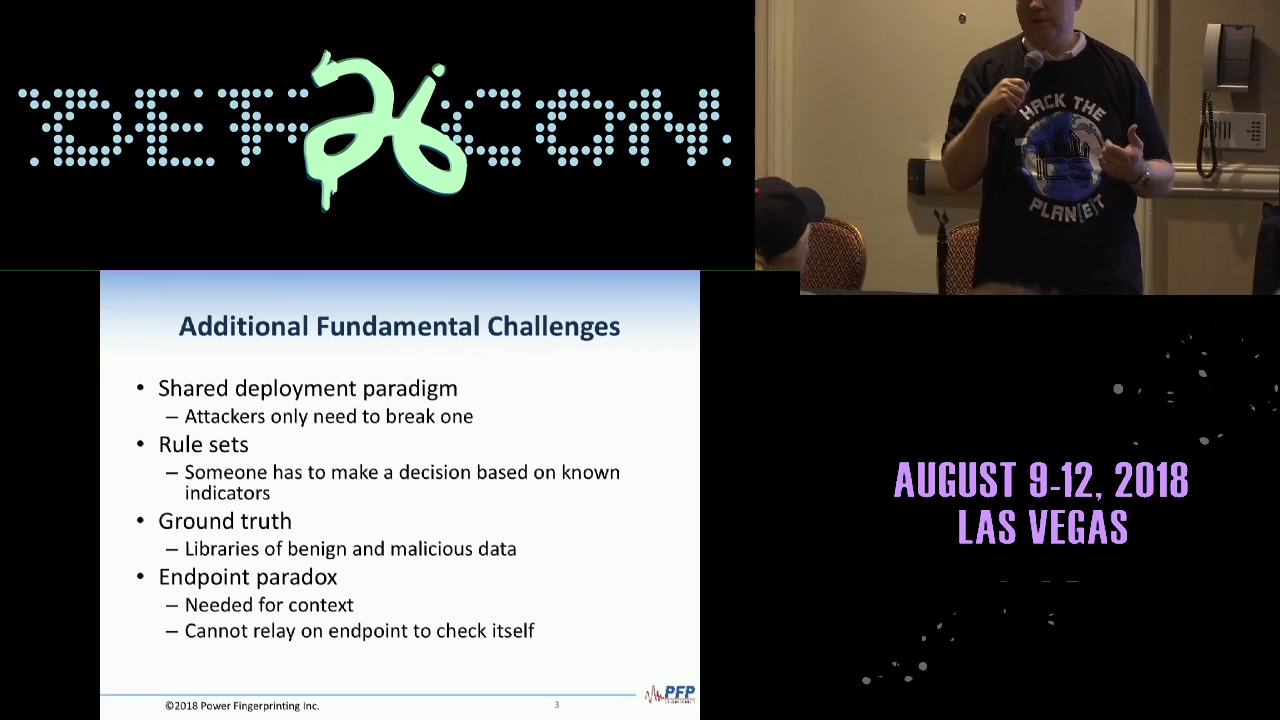 DEF CON
26
HACK THE
ICS
PLAN[E]T
Additional Fundamental Challenges
• Shared deployment paradigm
– Attackers only need to break one
• Rule sets
– Someone has to make a decision based on known
indicators
• Ground truth
– Libraries of benign and malicious data
• Endpoint paradox
– Needed for context
– Cannot relay on endpoint to check itself
©2018 Power Fingerprinting Inc.
3
PFP
AUGUST 9-12, 2018
LAS VEGAS